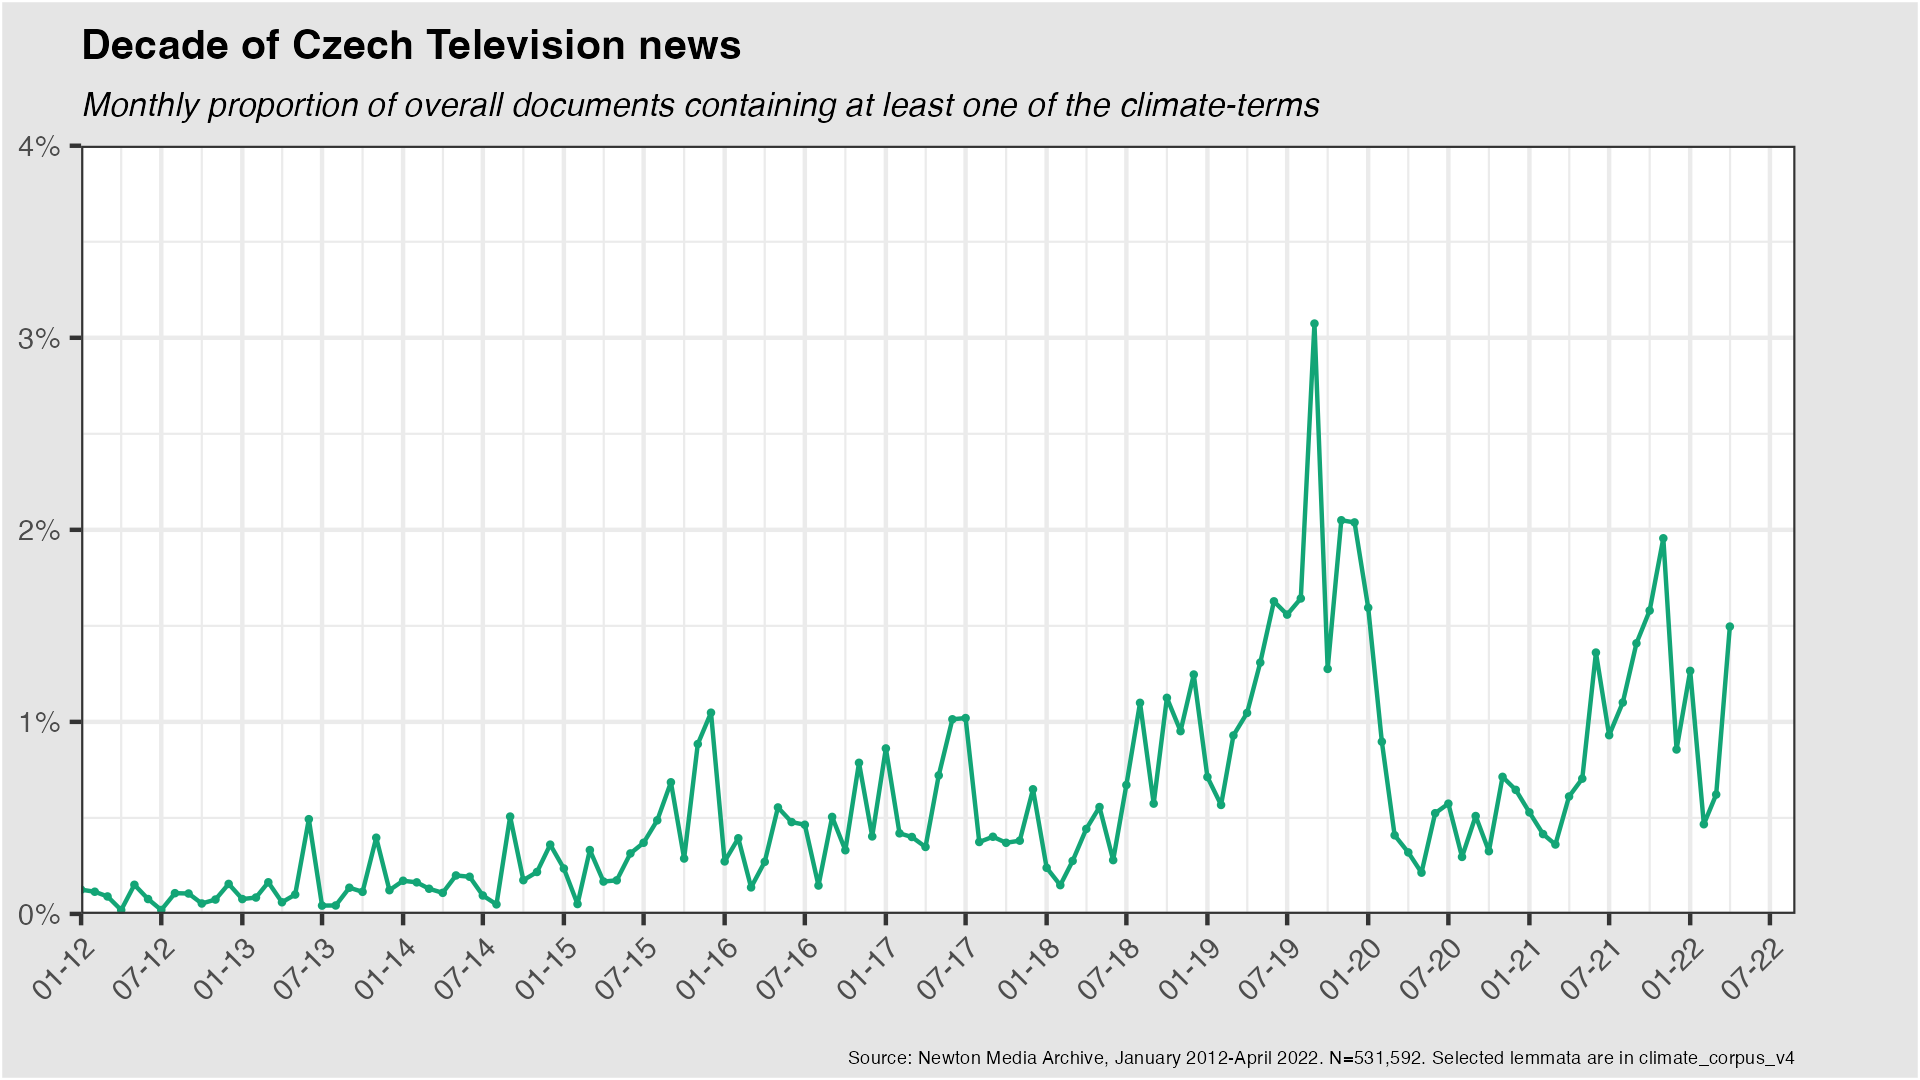 Decade of Czech Television news
Monthly proportion of overall documents containing at least one of the climate-terms
4%
3%
2%
1%
0%
01-12 07-12 01-13 07-13 01-14 07-14 01-15 07-15 01-16 07-16 01-17 07-17 01-18 07-18 01-19 07-19 01-20 07-20 01-21 07-21 01-22 07-22
Source: Newton Media Archive, January 2012-April 2022. N=531,592. Selected lemmata are in climate_corpus_v4